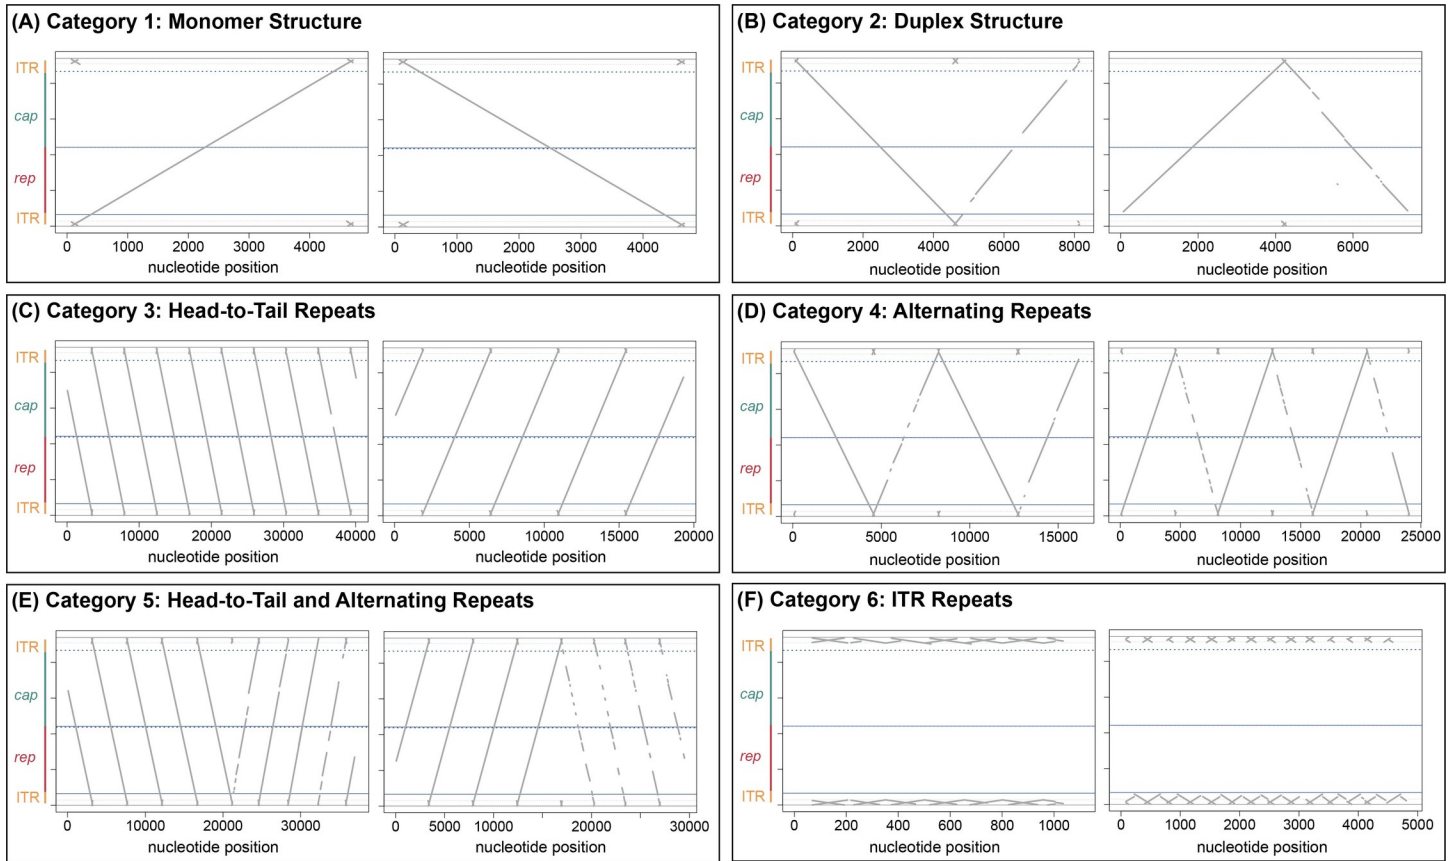 (A) Category 1: Monomer Structure
ITR
cap
rep
ITR
0 1000 2000 3000 4000
nucleotide position
0 1000 2000 3000 4000
nucleotide position
(B) Category 2: Duplex Structure
ITR
cap
rep
ITR
0 2000 4000 6000 8000
nucleotide position
0 2000 4000 6000
nucleotide position
(C) Category 3: Head-to-Tail Repeats
ITR
cap
rep
ITR
0 10000 20000 30000 40000
nucleotide position
0 5000 10000 15000 20000
nucleotide position
(D) Category 4: Alternating Repeats
ITR
cap
rep
ITR
0 5000 10000 15000
nucleotide position
0 5000 10000 15000 20000 25000
nucleotide position
(E) Category 5: Head-to-Tail and Alternating Repeats
ITR
cap
rep
ITR
0 10000 20000 30000
nucleotide position
0 5000 10000 15000 20000 25000 30000
nucleotide position
(F) Category 6: ITR Repeats
ITR
cap
rep
ITR
0 200 400 600 800 1000
nucleotide position
0 1000 2000 3000 4000 5000
nucleotide position